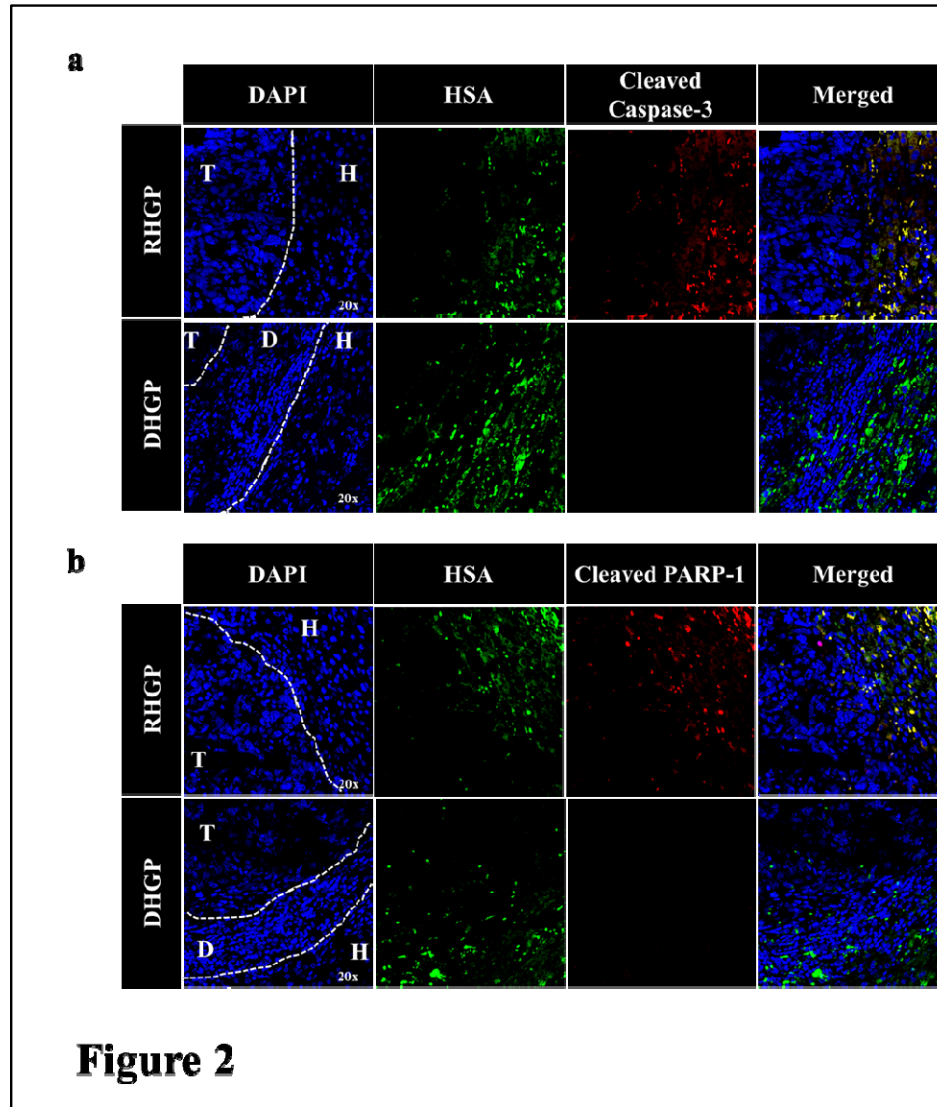 a
DAPI
HSA
Cleaved
Caspase-3
Merged
RHGP
T
H
20x
DHGP
T
D
H
20x
b
DAPI
HSA
Cleaved PARP-1
Merged
RHGP
H
T
20x
DHGP
T
D
H
20x
Figure 2